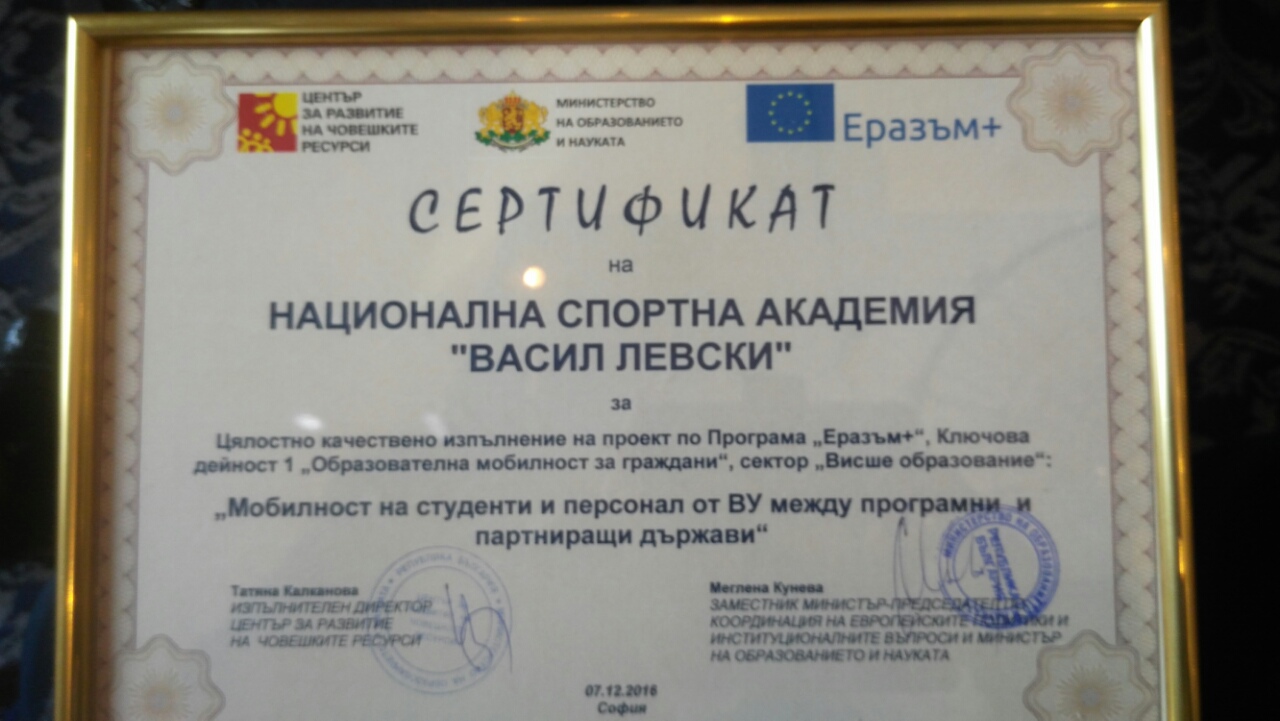 ЦЕНТЪР
ЗА РАЗВИТИЕ
НА ЧОВЕШКИТЕ
РЕСУРСИ
МИНИСТЕРСТВО
НА ОБРАЗОВАНИЕТО
И НАУКАТА
Еразъм+
СЕРТИФИКАТ
на
НАЦИОНАЛНА СПОРТНА АКАДЕМИЯ
"ВАСИЛ ЛЕВСКИ"
за
Цялостно качествено изпълнение на проект по Програма „Еразъм+“, Ключова
дейност 1 „Образователна мобилност за граждани“, сектор „Висше образование“:
„Мобилност на студенти и персонал от ВУ между програмни и
партниращи държави“
Татяна Калканова
ИЗПЪЛНИТЕЛЕН ДИРЕКТОР
ЦЕНТЪР ЗА РАЗВИТИЕ
НА ЧОВЕШКИТЕ РЕСУРСИ
Меглена Кунева
ЗАМЕСТНИК МИНИСТЪР-ПРЕДСЕДАТЕЛ ПО
КООРДИНАЦИЯ НА ЕВРОПЕЙСКИТЕ ПОЛИТИКИ И
ИНСТИТУЦИОНАЛНИТЕ ВЪПРОСИ И МИНИСТЪР
НА ОБРАЗОВАНИЕТО И НАУКАТА
07.12.2016
София